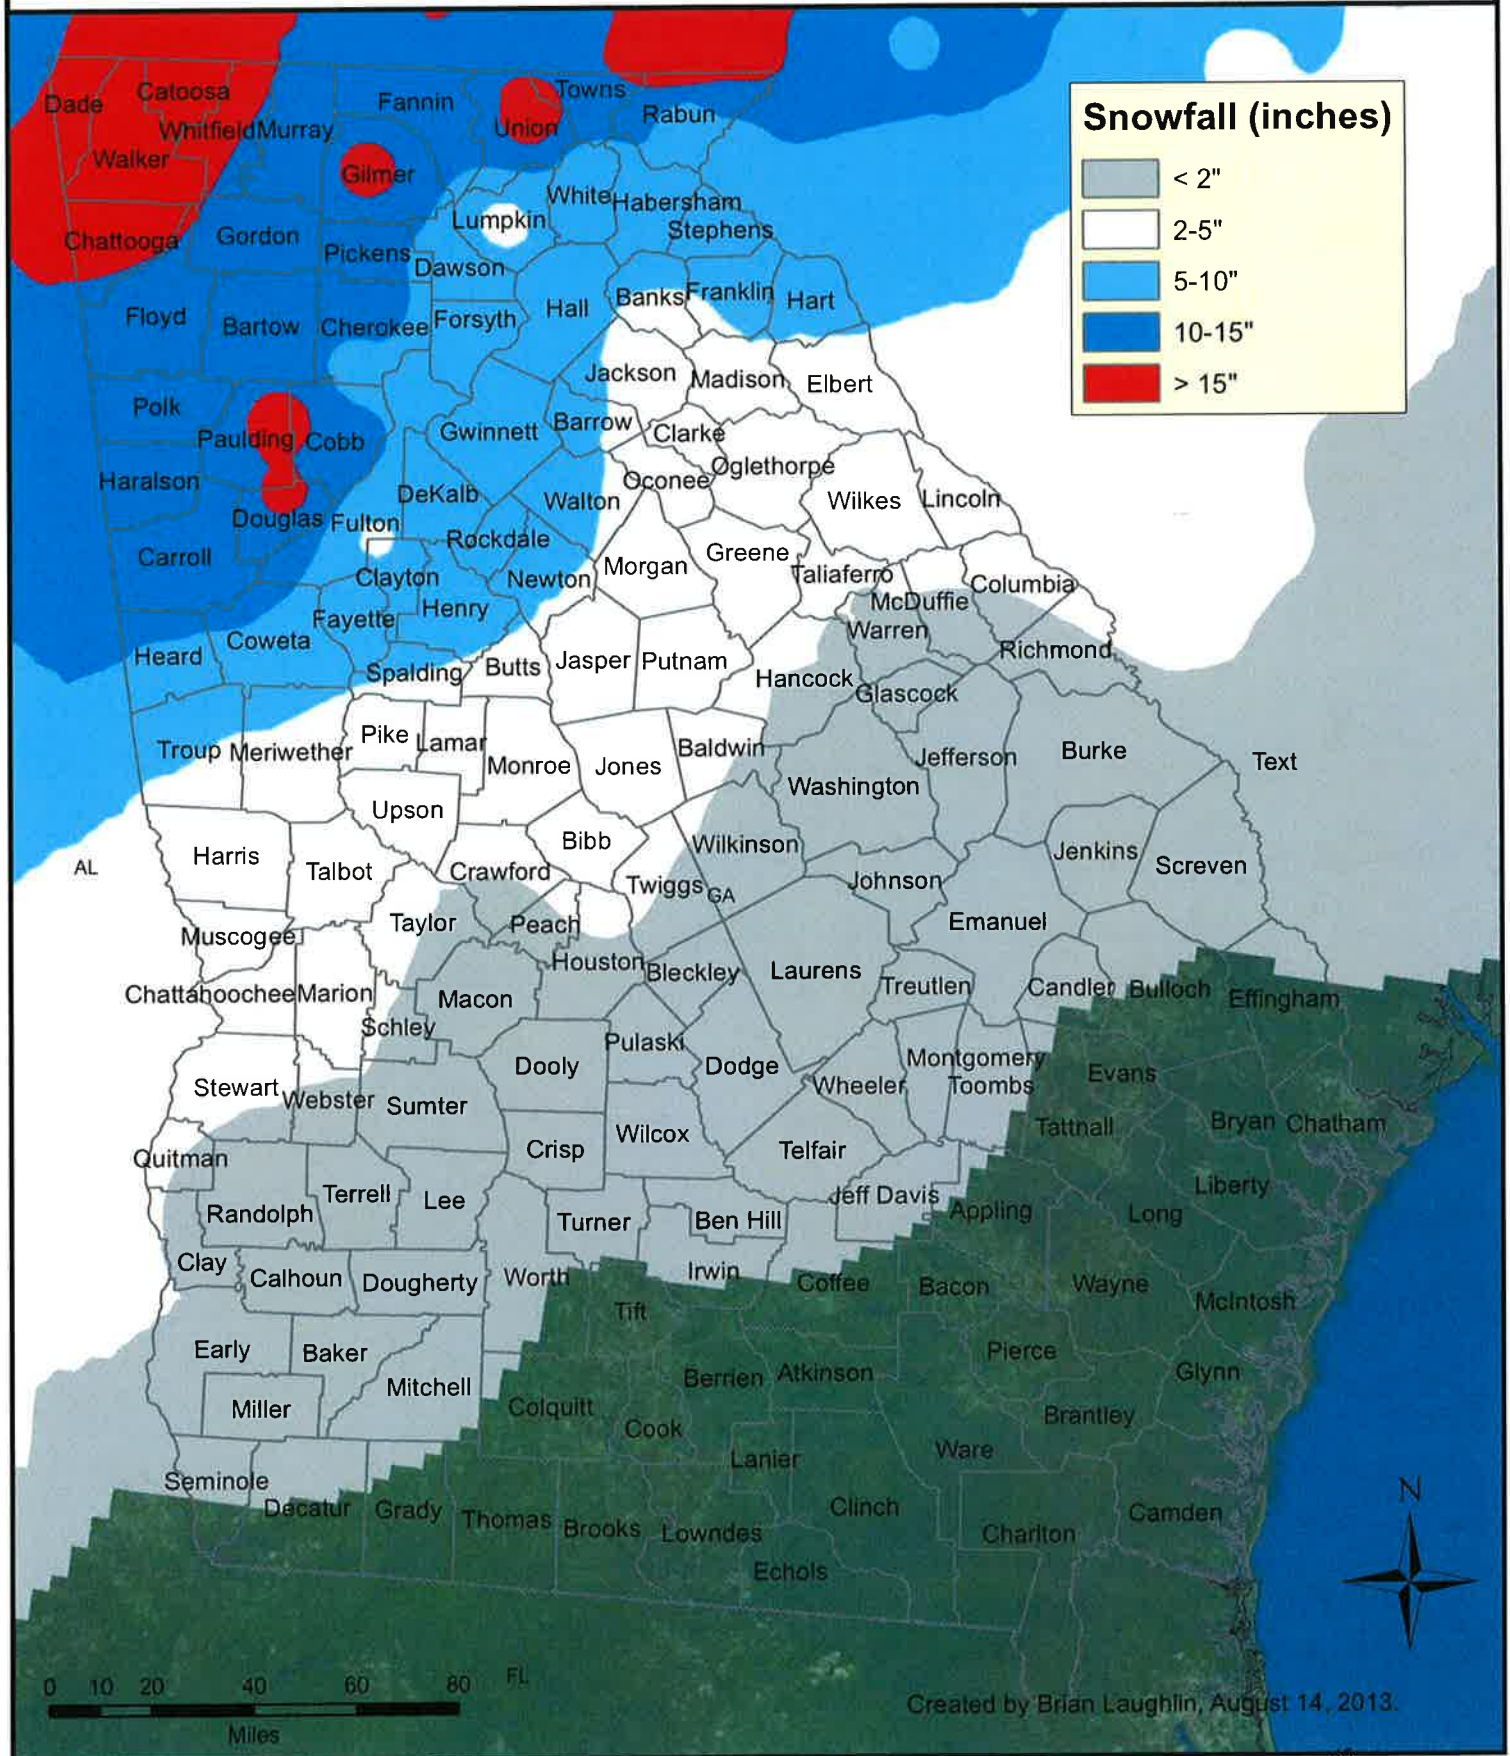 Snowfall (inches)
< 2"
2-5"
5-10"
10-15"
> 15"
Dade
Catoosa
Fannin
Towns
Rabun
Whitfield
Murray
Union
Walker
Gilmer
White
Habersham
Lumpkin
Stephens
Chattooga
Gordon
Pickens
Dawson
Banks
Franklin
Hart
Hall
Floyd
Bartow
Cherokee
Forsyth
Jackson
Madison
Elbert
Polk
Paulding
Cobb
Gwinnett
Barrow
Clarke
Oglethorpe
Haralson
Oconee
DeKalb
Walton
Wilkes
Lincoln
Douglas
Fulton
Rockdale
Carroll
Greene
Morgan
Clayton
Newton
Taliaferro
Columbia
McDuffie
Henry
Fayette
Warren
Coweta
Heard
Richmond
Spalding
Butts
Jasper
Putnam
Hancock
Glascock
Pike
Lamar
Troup
Meriwether
Baldwin
Monroe
Jones
Jefferson
Burke
Text
Washington
Upson
Bibb
Wilkinson
Jenkins
Harris
AL
Talbot
Crawford
Screven
Twiggs
GA
Johnson
Taylor
Peach
Emanuel
Muscogee
Houston
Bleckley
Laurens
Treutlen
Candler
Bulloch
Effingham
Chattahoochee
Marion
Macon
Schley
Pulaski
Dooly
Dodge
Montgomery
Wheeler
Toombs
Evans
Stewart
Webster
Sumter
Tattnall
Bryan
Chatham
Wilcox
Crisp
Telfair
Quitman
Terrell
Lee
Jeff Davis
Liberty
Randolph
Turner
Ben Hill
Appling
Long
Clay
Calhoun
Dougherty
Worth
Irwin
Coffee
Bacon
Wayne
McIntosh
Tift
Early
Baker
Pierce
Mitchell
Berrien
Atkinson
Glynn
Miller
Colquitt
Cook
Brantley
Lanier
Ware
Seminole
Decatur
Grady
Thomas
Brooks
Lowndes
Clinch
Charlton
Camden
Echols
N
FL
0 10 20 40 60 80
Miles
Created by Brian Laughlin, August 14, 2013.